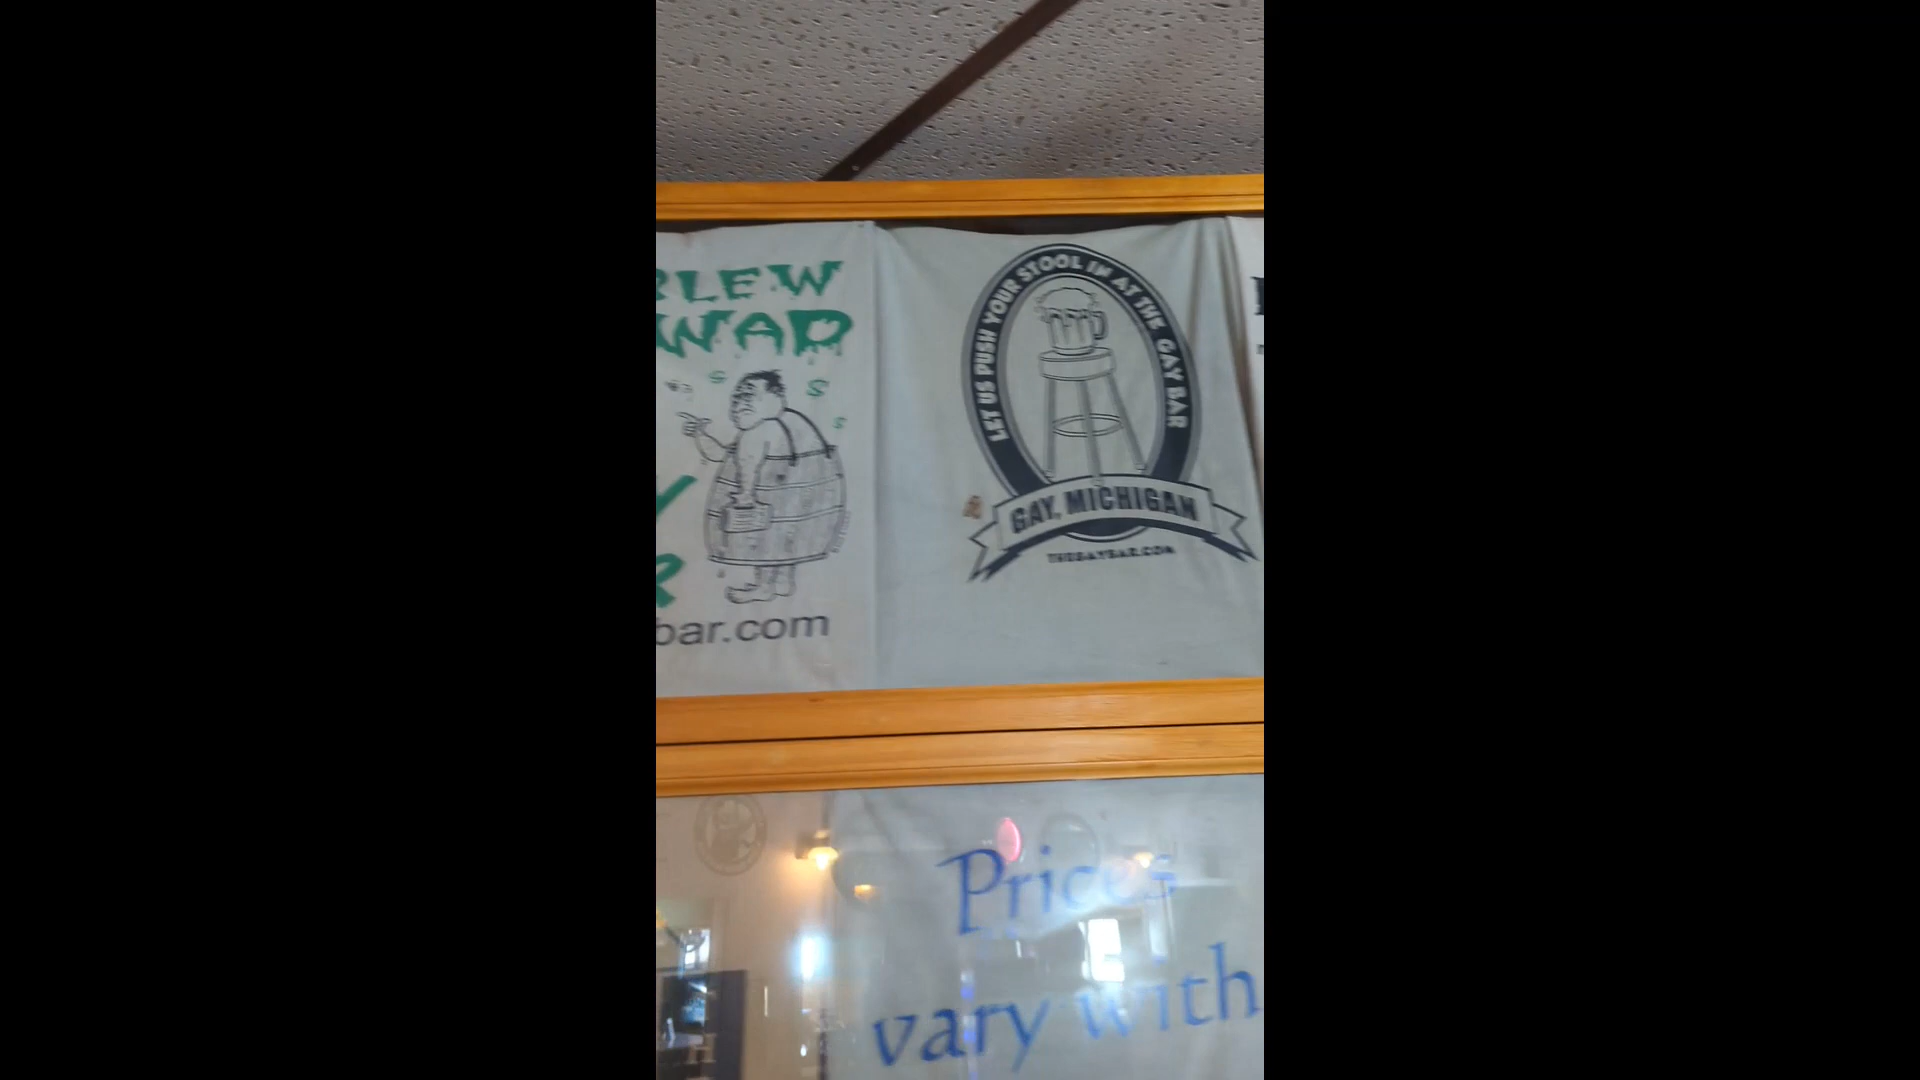 RLEW
WAD
$
$
$
Y
R
bar.com
LET US PUSH YOUR STOOL IN AT THE GAY BAR
GAY, MICHIGAN
THEGAYBAR.COM
Prices
vary with